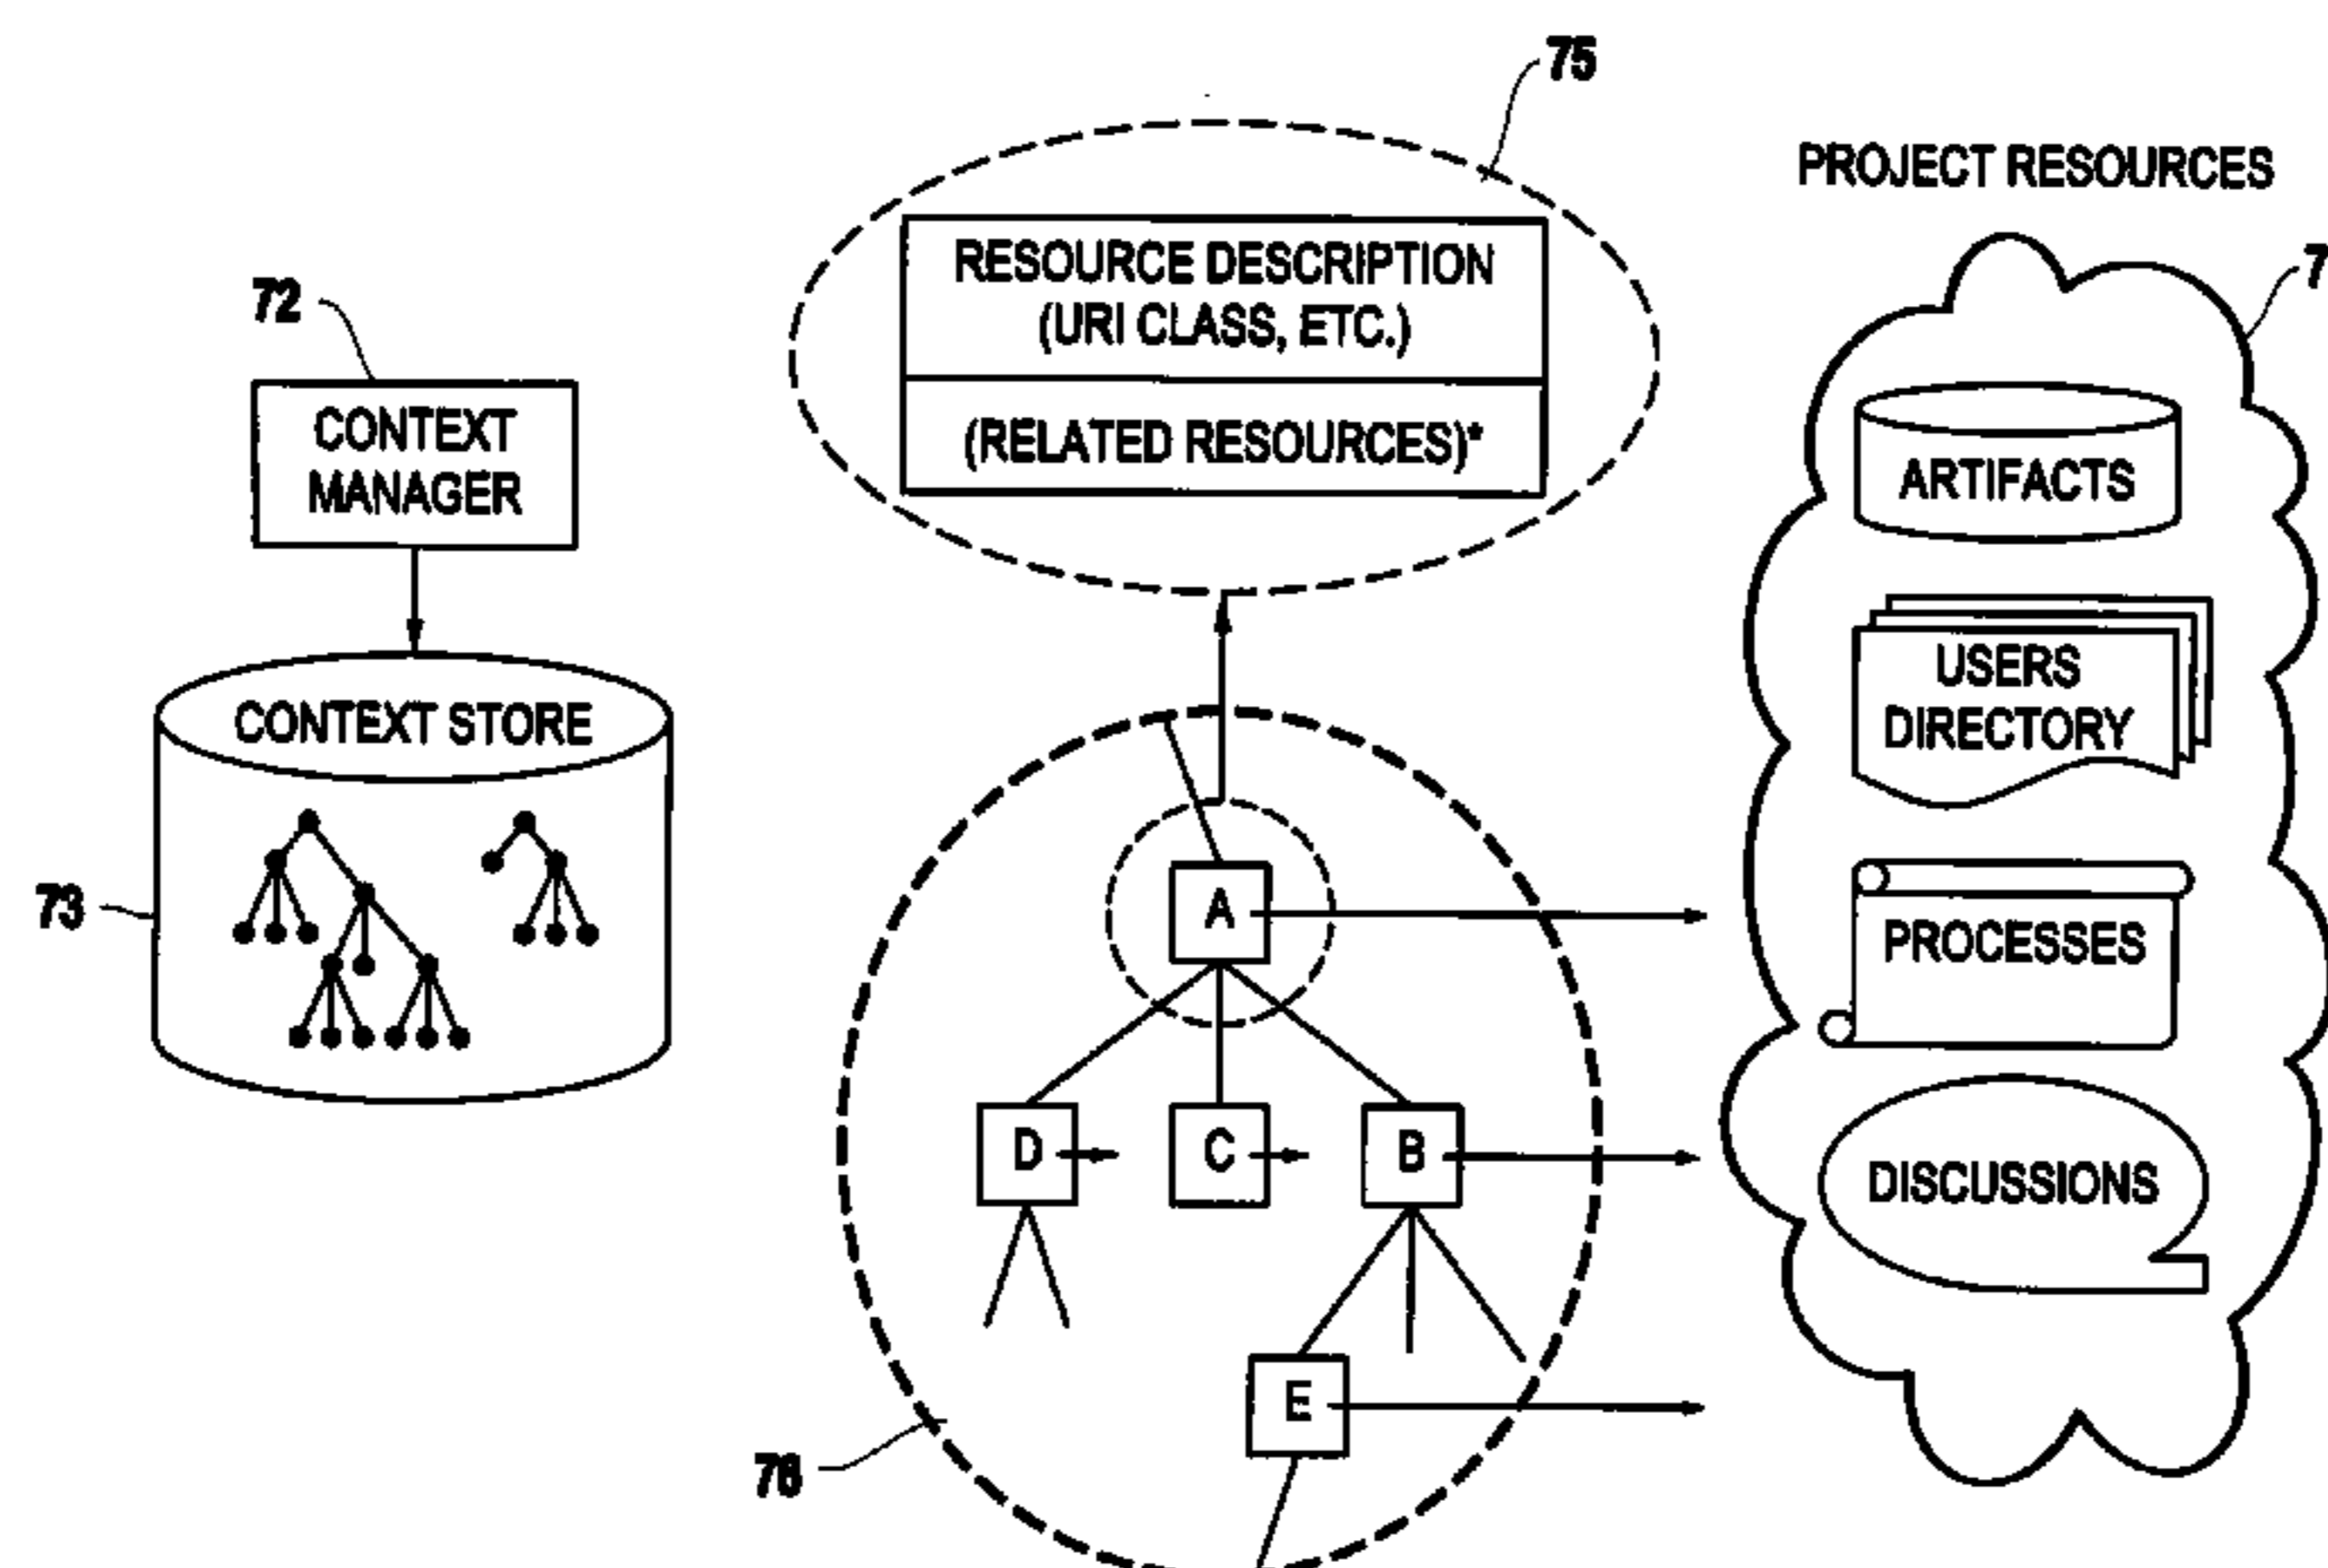 75
PROJECT RESOURCES
RESOURCE DESCRIPTION
(URI CLASS, ETC.)
(RELATED RESOURCES)*
7
72
CONTEXT
MANAGER
ARTIFACTS
CONTEXT STORE
USERS
DIRECTORY
73
A
PROCESSES
D
C
B
DISCUSSIONS
E
76